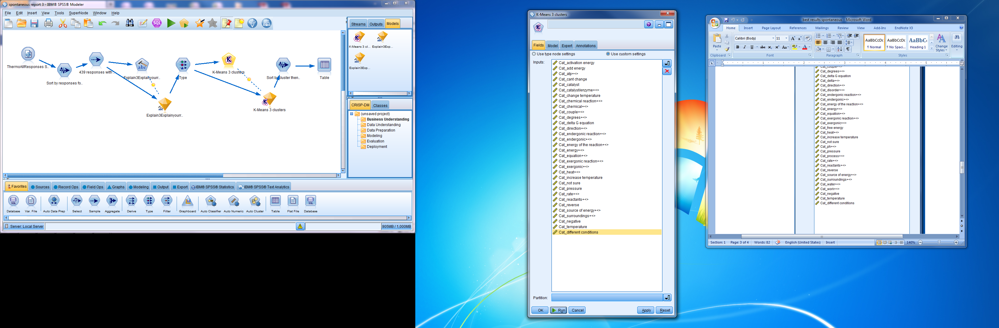 spontaneous report 3 - IBM® SPSS® Modeler
File Edit Insert View Tools SuperNode Window Help
SQL
abc
ThermoAllResponses S..
Sort by responses fo..
439 responses with ..
abc
Explain3Explainyourr..
abc
Explain3Explainyourr..
Type
K
K-Means 3 clusters
K
K-Means 3 clusters
Sort by cluster then..
Table
Streams Outputs Models
K-Means 3 cl...
Explain3Exp...
Explain3Exp...
CRISP-DM Classes
(unsaved project)
Business Understanding
Data Understanding
Data Preparation
Modeling
Evaluation
Deployment
Favorites Sources Record Ops Field Ops Graphs Modeling Output Export IBM® SPSS® Statistics IBM® SPSS® Text Analytics
Database Var. File Auto Data Prep Select Sample Aggregate Derive Type Filter Graphboard Auto Classifier Auto Numeric Auto Cluster Table Flat File Database
Server: Local Server
905MB / 1,000MB
K-Means 3 clusters
K
Fields Model Expert Annotations
Use type node settings Use custom settings
Inputs:
Cat_activation energy
Cat_add energy
Cat_atp+<>
Cat_cant change
Cat_catalyst
Cat_catalyst/enzyme+<>
Cat_change temperature
Cat_chemical reaction+<>
Cat_chemical+<>
Cat_couple+<>
Cat_degrees+<>
Cat_delta G equation
Cat_direction+<>
Cat_endergonic reaction+<>
Cat_endergonic+<>
Cat_energy of the reaction+<>
Cat_energy+<>
Cat_equation+<>
Cat_exergonic reaction+<>
Cat_exergonic+<>
Cat_heat+<>
Cat_increase temperature
Cat_not sure
Cat_pressure
Cat_rate+<>
Cat_reactants+<>
Cat_reverse
Cat_source of energy+<>
Cat_surroundings+<>
Cat_negative
Cat_temperature
Cat_different conditions
Partition:
OK Run Cancel Apply Reset
best results spontaneous - Microsoft Word
Home Insert Page Layout References Mailings Review View Add-Ins EndNote X3
Paste
Calibri (Body) 11
B I U abc X₂ X² Aa
AaBbCcDc AaBbCcDc AaBbC
¶ Normal ¶ No Spaci... Heading 1
Change Styles
Editing
Clipboard Font Paragraph Styles
1 2 3 4 5
Cat_couple+<>
Cat_degrees+<>
Cat_delta G equation
Cat_delta+<>
Cat_direction+<>
Cat_disorder+<>
Cat_endergonic reaction+<>
Cat_endergonic+<>
Cat_energy of the reaction+<>
Cat_energy+<>
Cat_equation+<>
Cat_exergonic reaction+<>
Cat_exergonic+<>
Cat_free energy
Cat_heat+<>
Cat_increase temperature
Cat_not sure
Cat_ph+<>
Cat_pressure
Cat_process+<>
Cat_rate+<>
Cat_reactants+<>
Cat_reverse
Cat_source of energy+<>
Cat_surroundings+<>
Cat_water+<>
Cat_work+<>
Cat_negative
Cat_temperature
Cat_different conditions
Section: 1 Page: 3 of 4 Words: 82 English (United States) Insert 140%